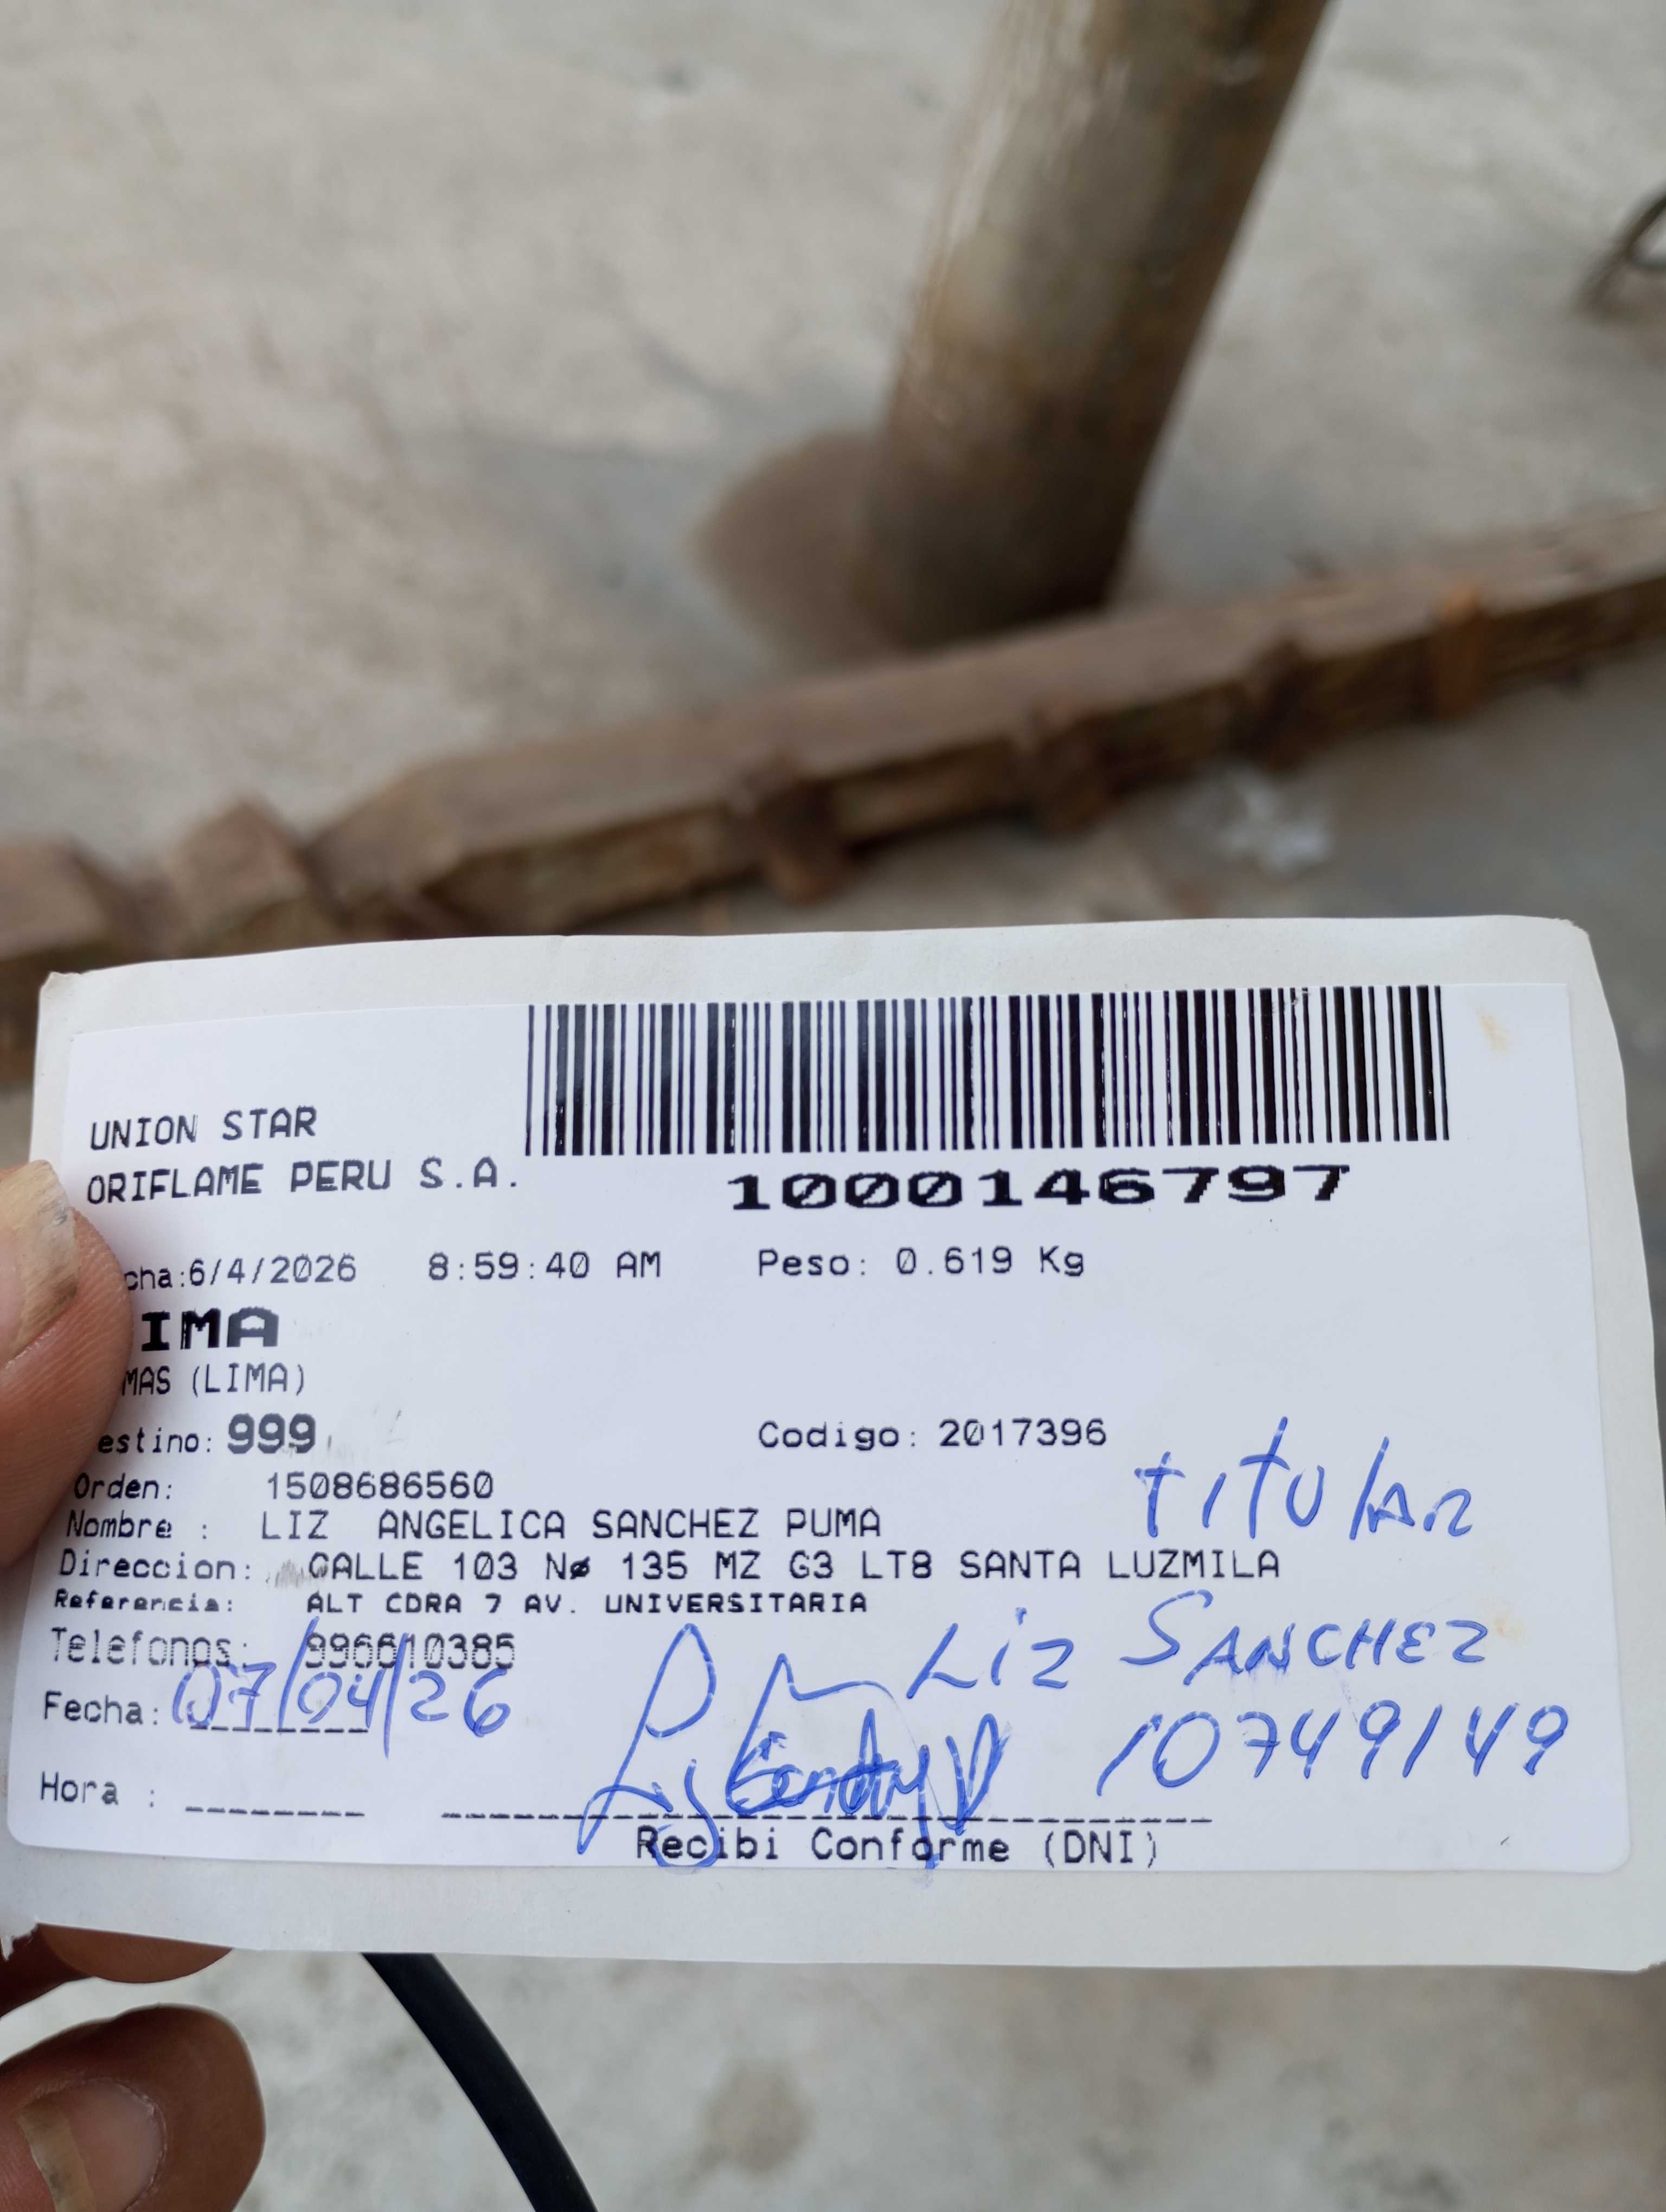 UNION STAR
ORIFLAME PERU S.A.
1000146797
cha:6/4/2026 8:59:40 AM Peso: 0.619 Kg
IMA
MAS (LIMA)
estino: 999 Codigo: 2017396
titular
Orden: 1508686560
Nombre : LIZ ANGELICA SANCHEZ PUMA
Direccion: CALLE 103 Nø 135 MZ G3 LT8 SANTA LUZMILA
Referencia: ALT CDRA 7 AV. UNIVERSITARIA
Telefonos: 996610385
Liz SANCHEZ
Fecha: 07/04/26
10749149
Hora :
Recibi Conforme (DNI)